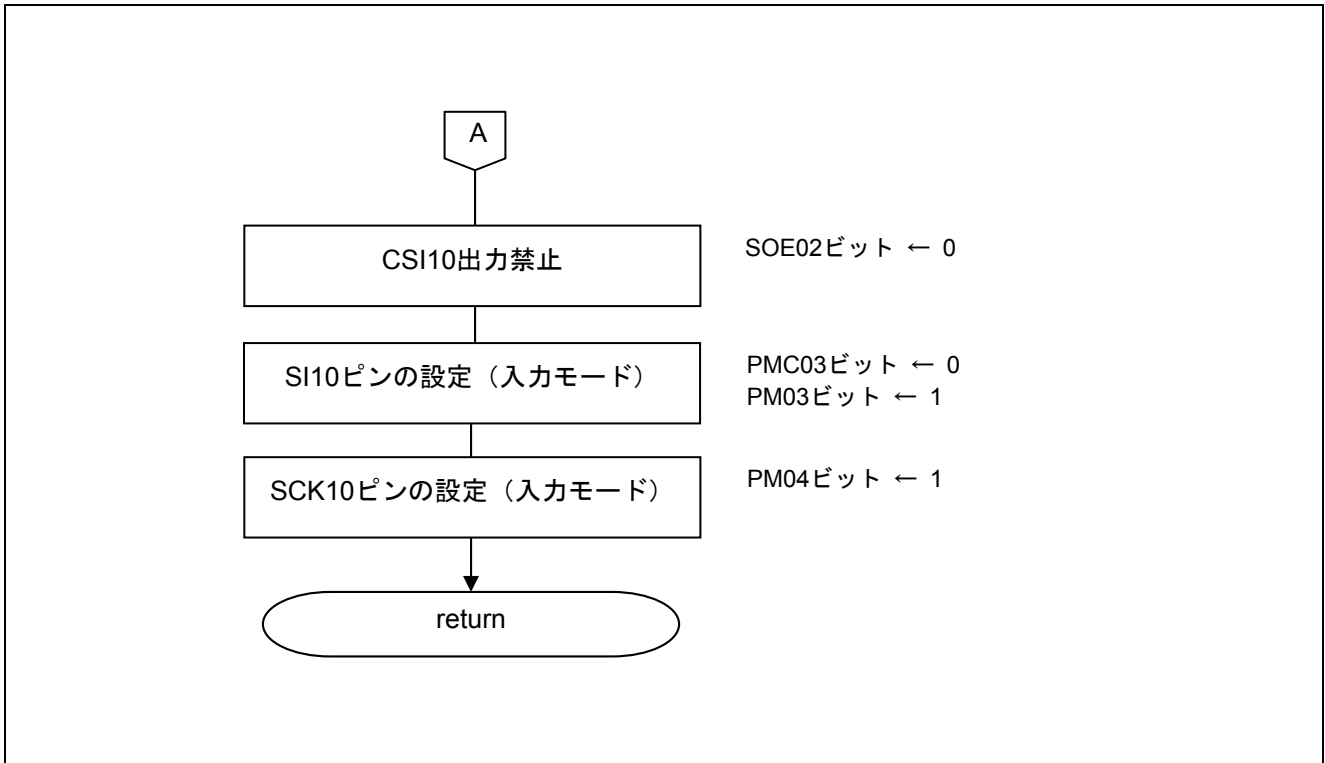 A
CSI10出力禁止
SOE02ビット ← 0
SI10ピンの設定（入力モード）
PMC03ビット ← 0
PM03ビット ← 1
SCK10ピンの設定（入力モード）
PM04ビット ← 1
return